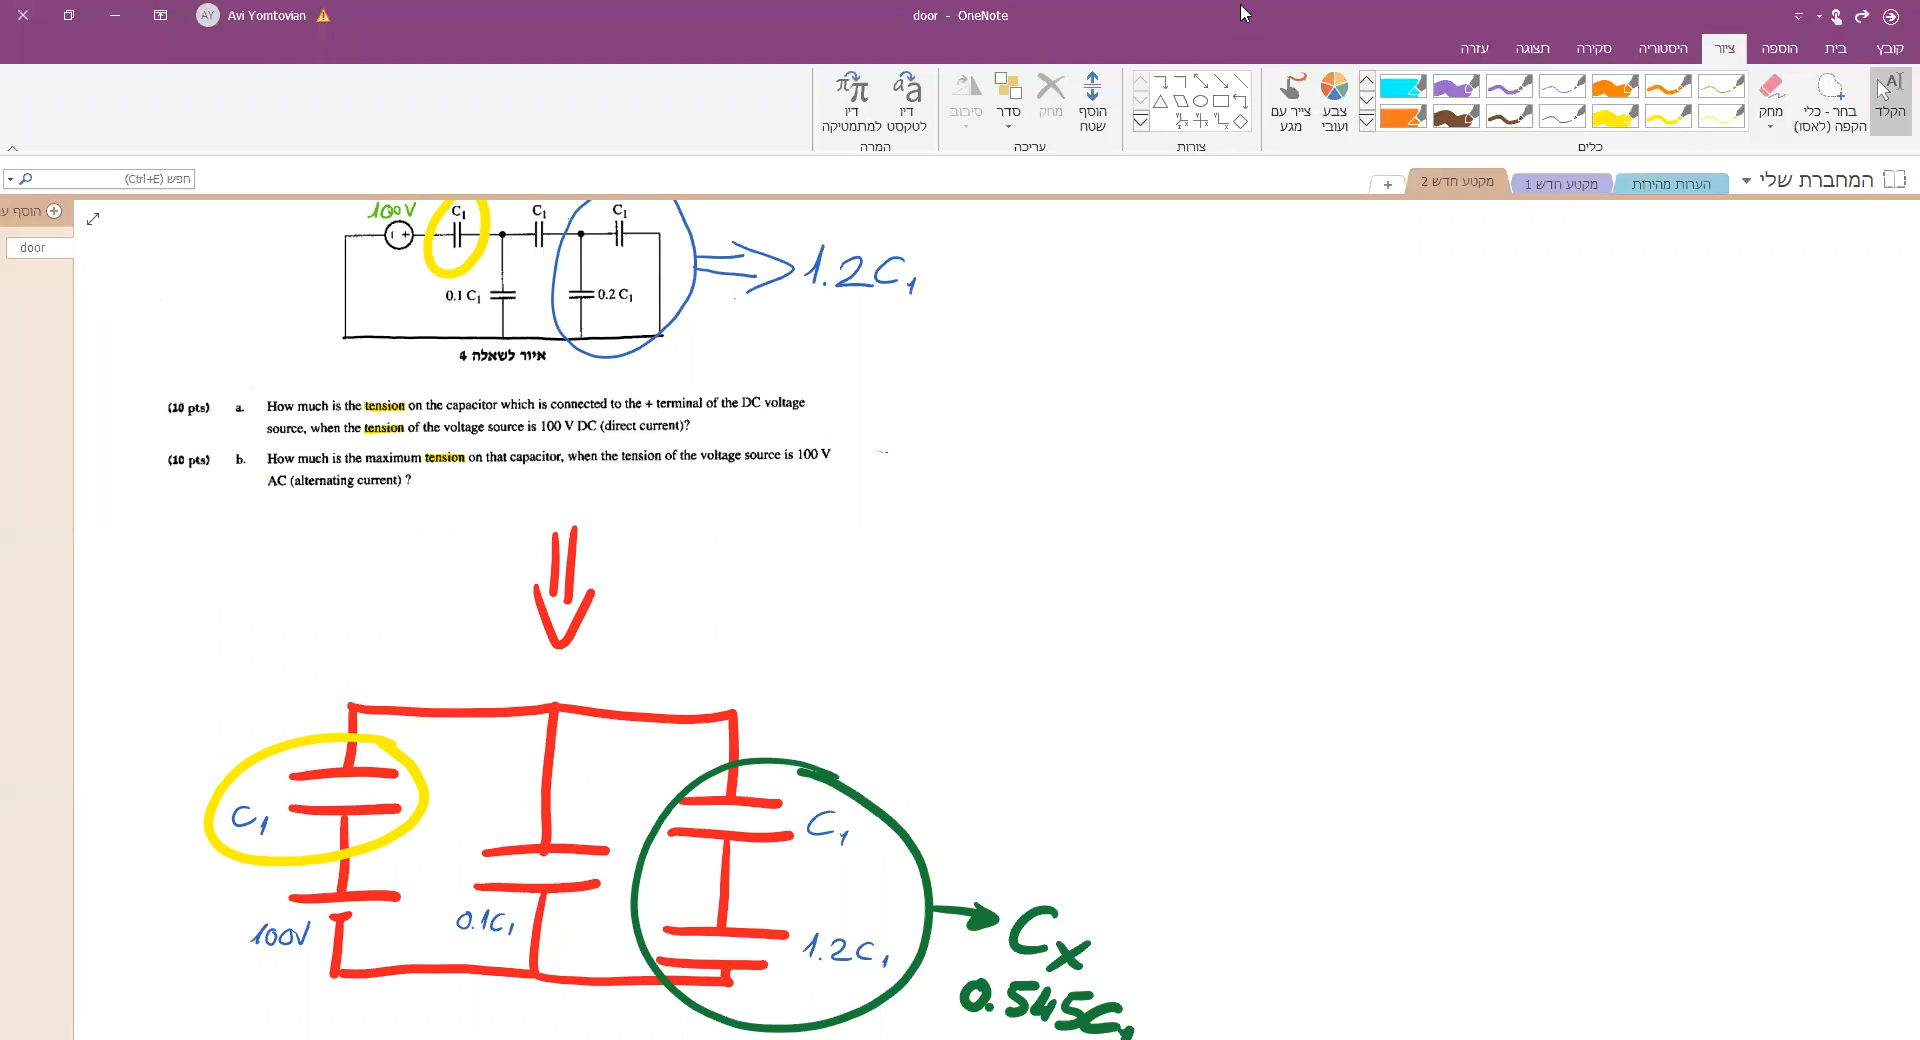 AY Avi Yomtovian
door - OneNote
קובץ בית הוספה ציור היסטוריה סקירה תצוגה עזרה
הקלד
בחר - כלי הקפה (לאסו)
מחק
כלים
צבע ועובי
צייר עם מגע
צורות
הוסף שטח
מחק
סדר
סיבוב
עריכה
דיו לטקסט
דיו למתמטיקה
המרה
המחברת שלי
הערות מהירות
מקטע חדש 1
מקטע חדש 2
+
חפש (Ctrl+E)
הוסף
door
100V
C1 C1 C1
0.1 C1
0.2 C1
1.2C1
איור לשאלה 4
(10 pts) a. How much is the tension on the capacitor which is connected to the + terminal of the DC voltage
source, when the tension of the voltage source is 100 V DC (direct current)?
(10 pts) b. How much is the maximum tension on that capacitor, when the tension of the voltage source is 100 V
AC (alternating current) ?
C1
C1
100V
0.1C1
1.2C1
Cx
0.545C1